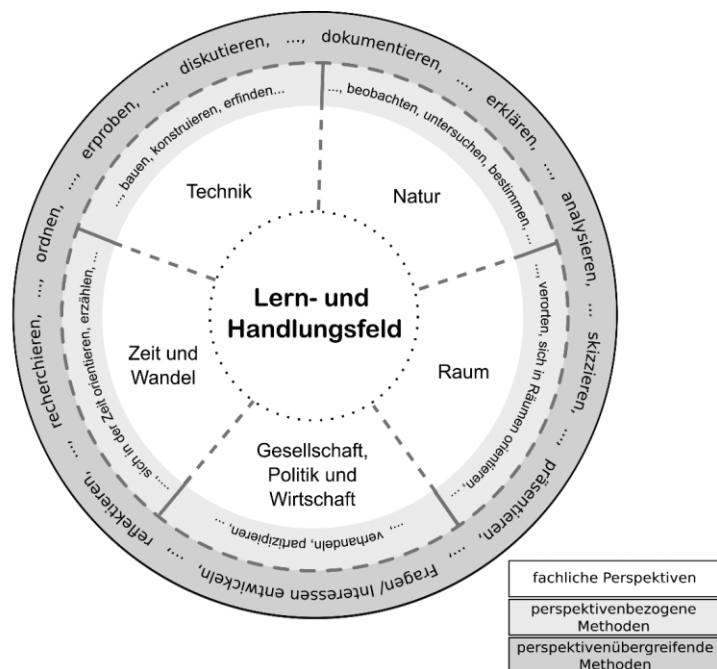 ..., erproben, ..., diskutieren, ..., dokumentieren, ..., erklären, ..., analysieren, ... skizzieren, ..., präsentieren, ...,
Fragen/ Interessen entwickeln, ..., reflektieren, ..., recherchieren, ..., ordnen,
..., bauen, konstruieren, erfinden...
..., beobachten, untersuchen, bestimmen, ...
..., verorten, sich in Räumen orientieren, ...
..., verhandeln, partizipieren, ...
..., sich in der Zeit orientieren, erzählen, ...
Technik
Natur
Lern- und
Handlungsfeld
Zeit und
Wandel
Raum
Gesellschaft,
Politik und
Wirtschaft
fachliche Perspektiven
perspektivenbezogene
Methoden
perspektivenübergreifende
Methoden